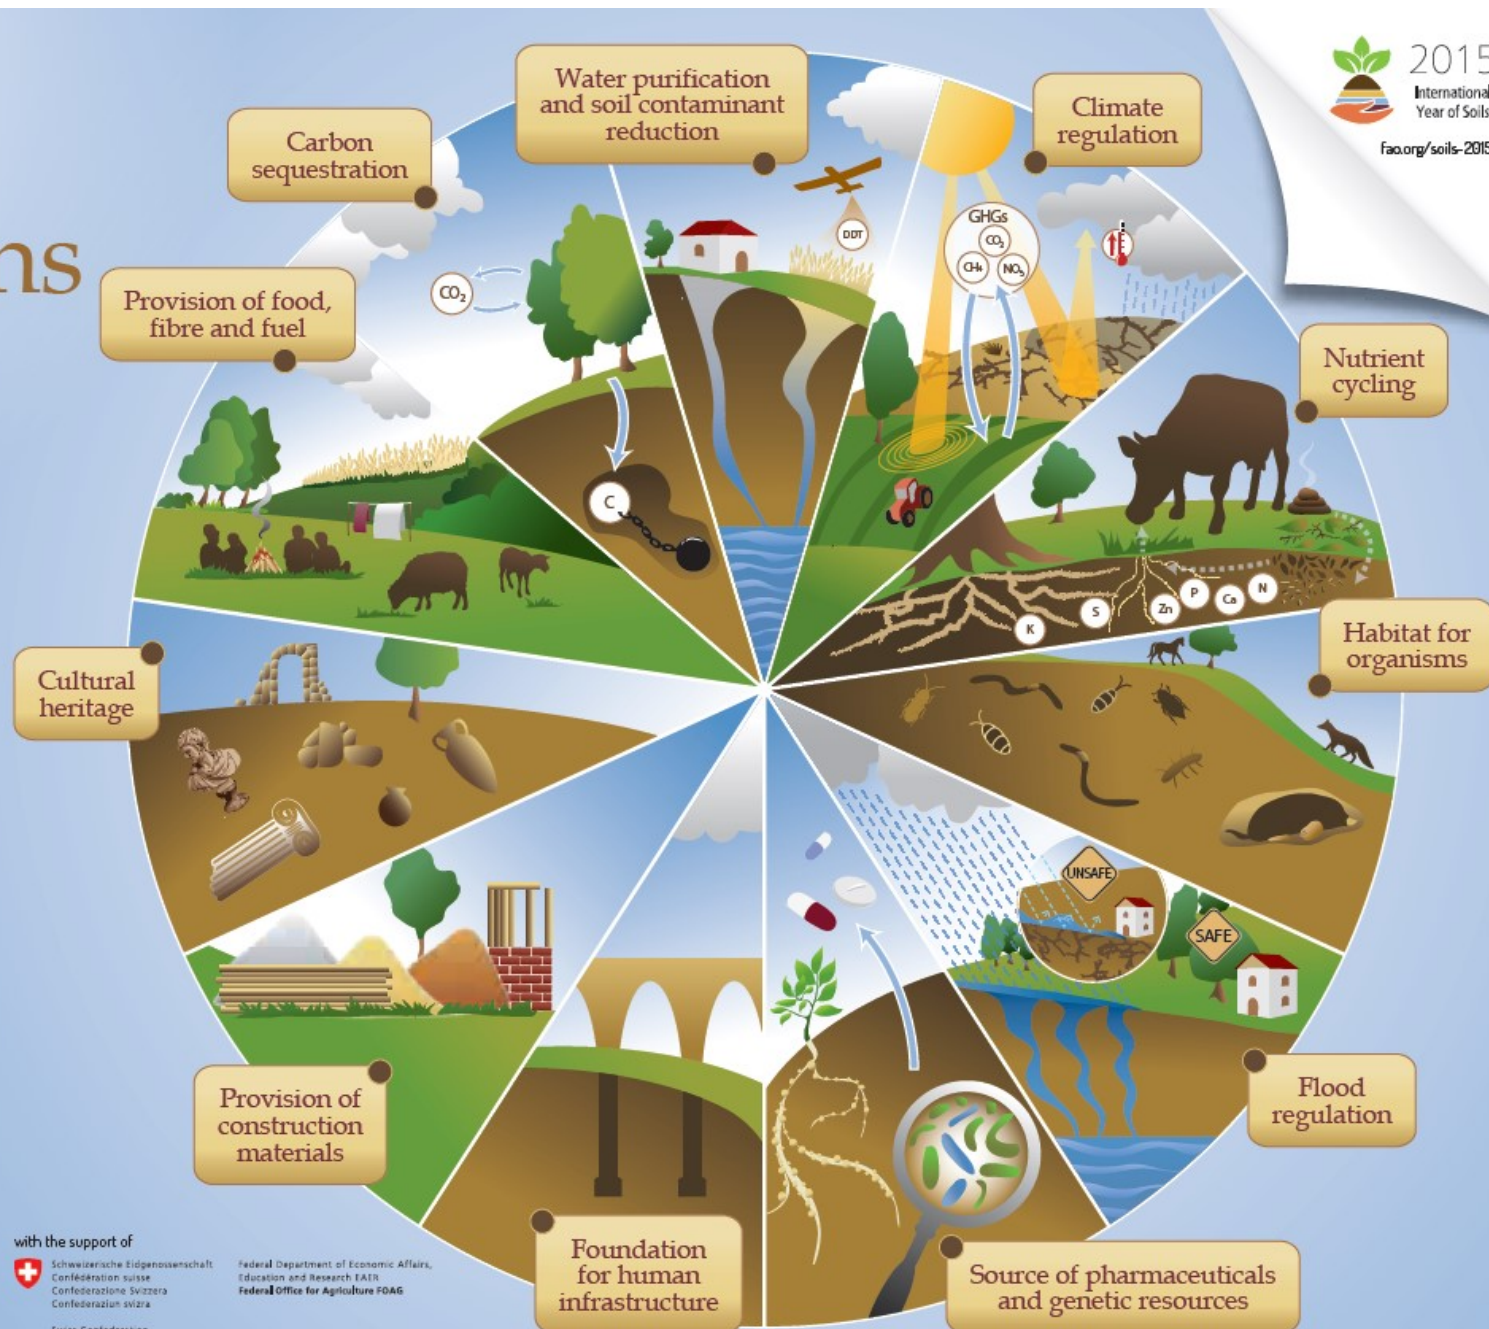 ns
2015
International
Year of Soils
fao.org/soils-2015
Water purification
and soil contaminant
reduction
Climate
regulation
Carbon
sequestration
Provision of food,
fibre and fuel
Nutrient
cycling
Habitat for
organisms
Cultural
heritage
Provision of
construction
materials
Foundation
for human
infrastructure
Source of pharmaceuticals
and genetic resources
Flood
regulation
DDT
GHGs
CO₂
CH₄
NO₃
CO₂
C
K
S
Zn
P
Ca
N
UNSAFE
SAFE
with the support of
Schweizerische Eidgenossenschaft
Confédération suisse
Confederazione Svizzera
Confederaziun svizra
Federal Department of Economic Affairs,
Education and Research EAER
Federal Office for Agriculture FOAG